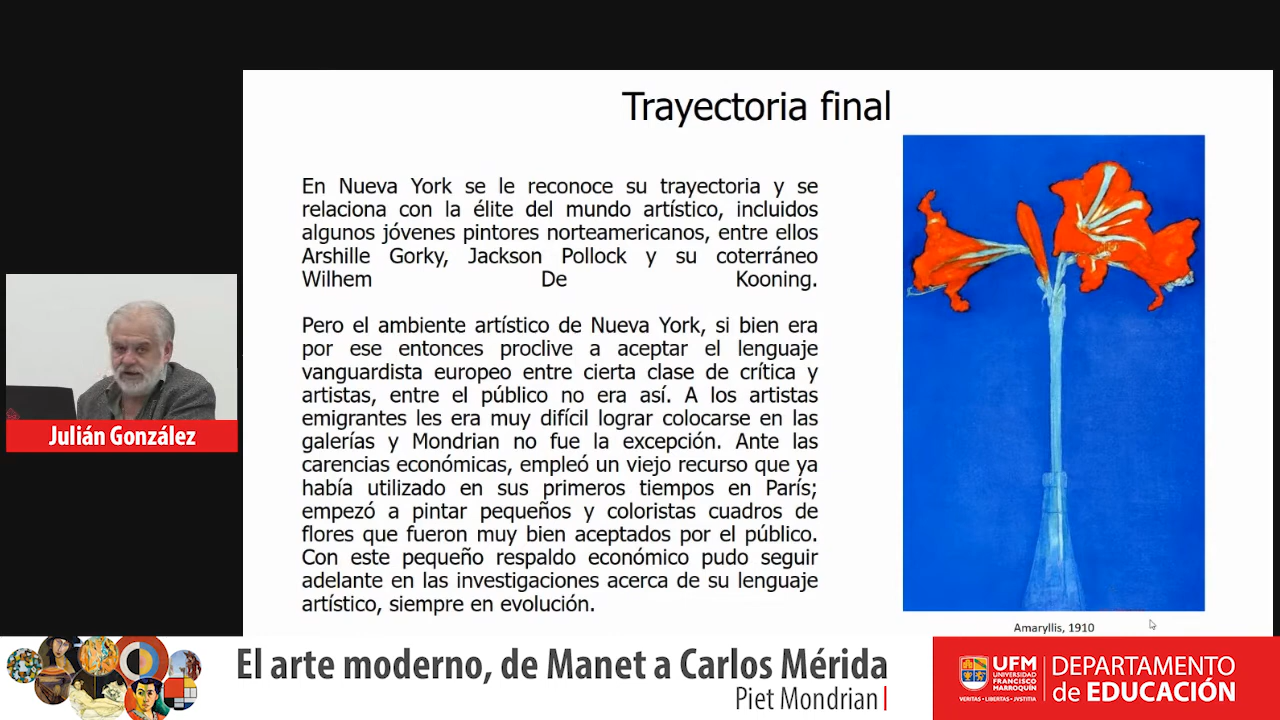 Trayectoria final
En Nueva York se le reconoce su trayectoria y se
relaciona con la élite del mundo artístico, incluidos
algunos jóvenes pintores norteamericanos, entre ellos
Arshille Gorky, Jackson Pollock y su coterráneo
Wilhem De Kooning.
Pero el ambiente artístico de Nueva York, si bien era
por ese entonces proclive a aceptar el lenguaje
vanguardista europeo entre cierta clase de crítica y
artistas, entre el público no era así. A los artistas
emigrantes les era muy difícil lograr colocarse en las
galerías y Mondrian no fue la excepción. Ante las
carencias económicas, empleó un viejo recurso que ya
había utilizado en sus primeros tiempos en París;
empezó a pintar pequeños y coloristas cuadros de
flores que fueron muy bien aceptados por el público.
Con este pequeño respaldo económico pudo seguir
adelante en las investigaciones acerca de su lenguaje
artístico, siempre en evolución.
Amaryllis, 1910
Julián González
El arte moderno, de Manet a Carlos Mérida
Piet Mondrian
UFM
UNIVERSIDAD
FRANCISCO
MARROQUÍN
VERITAS • LIBERTAS • JVSTITIA
DEPARTAMENTO
de EDUCACIÓN